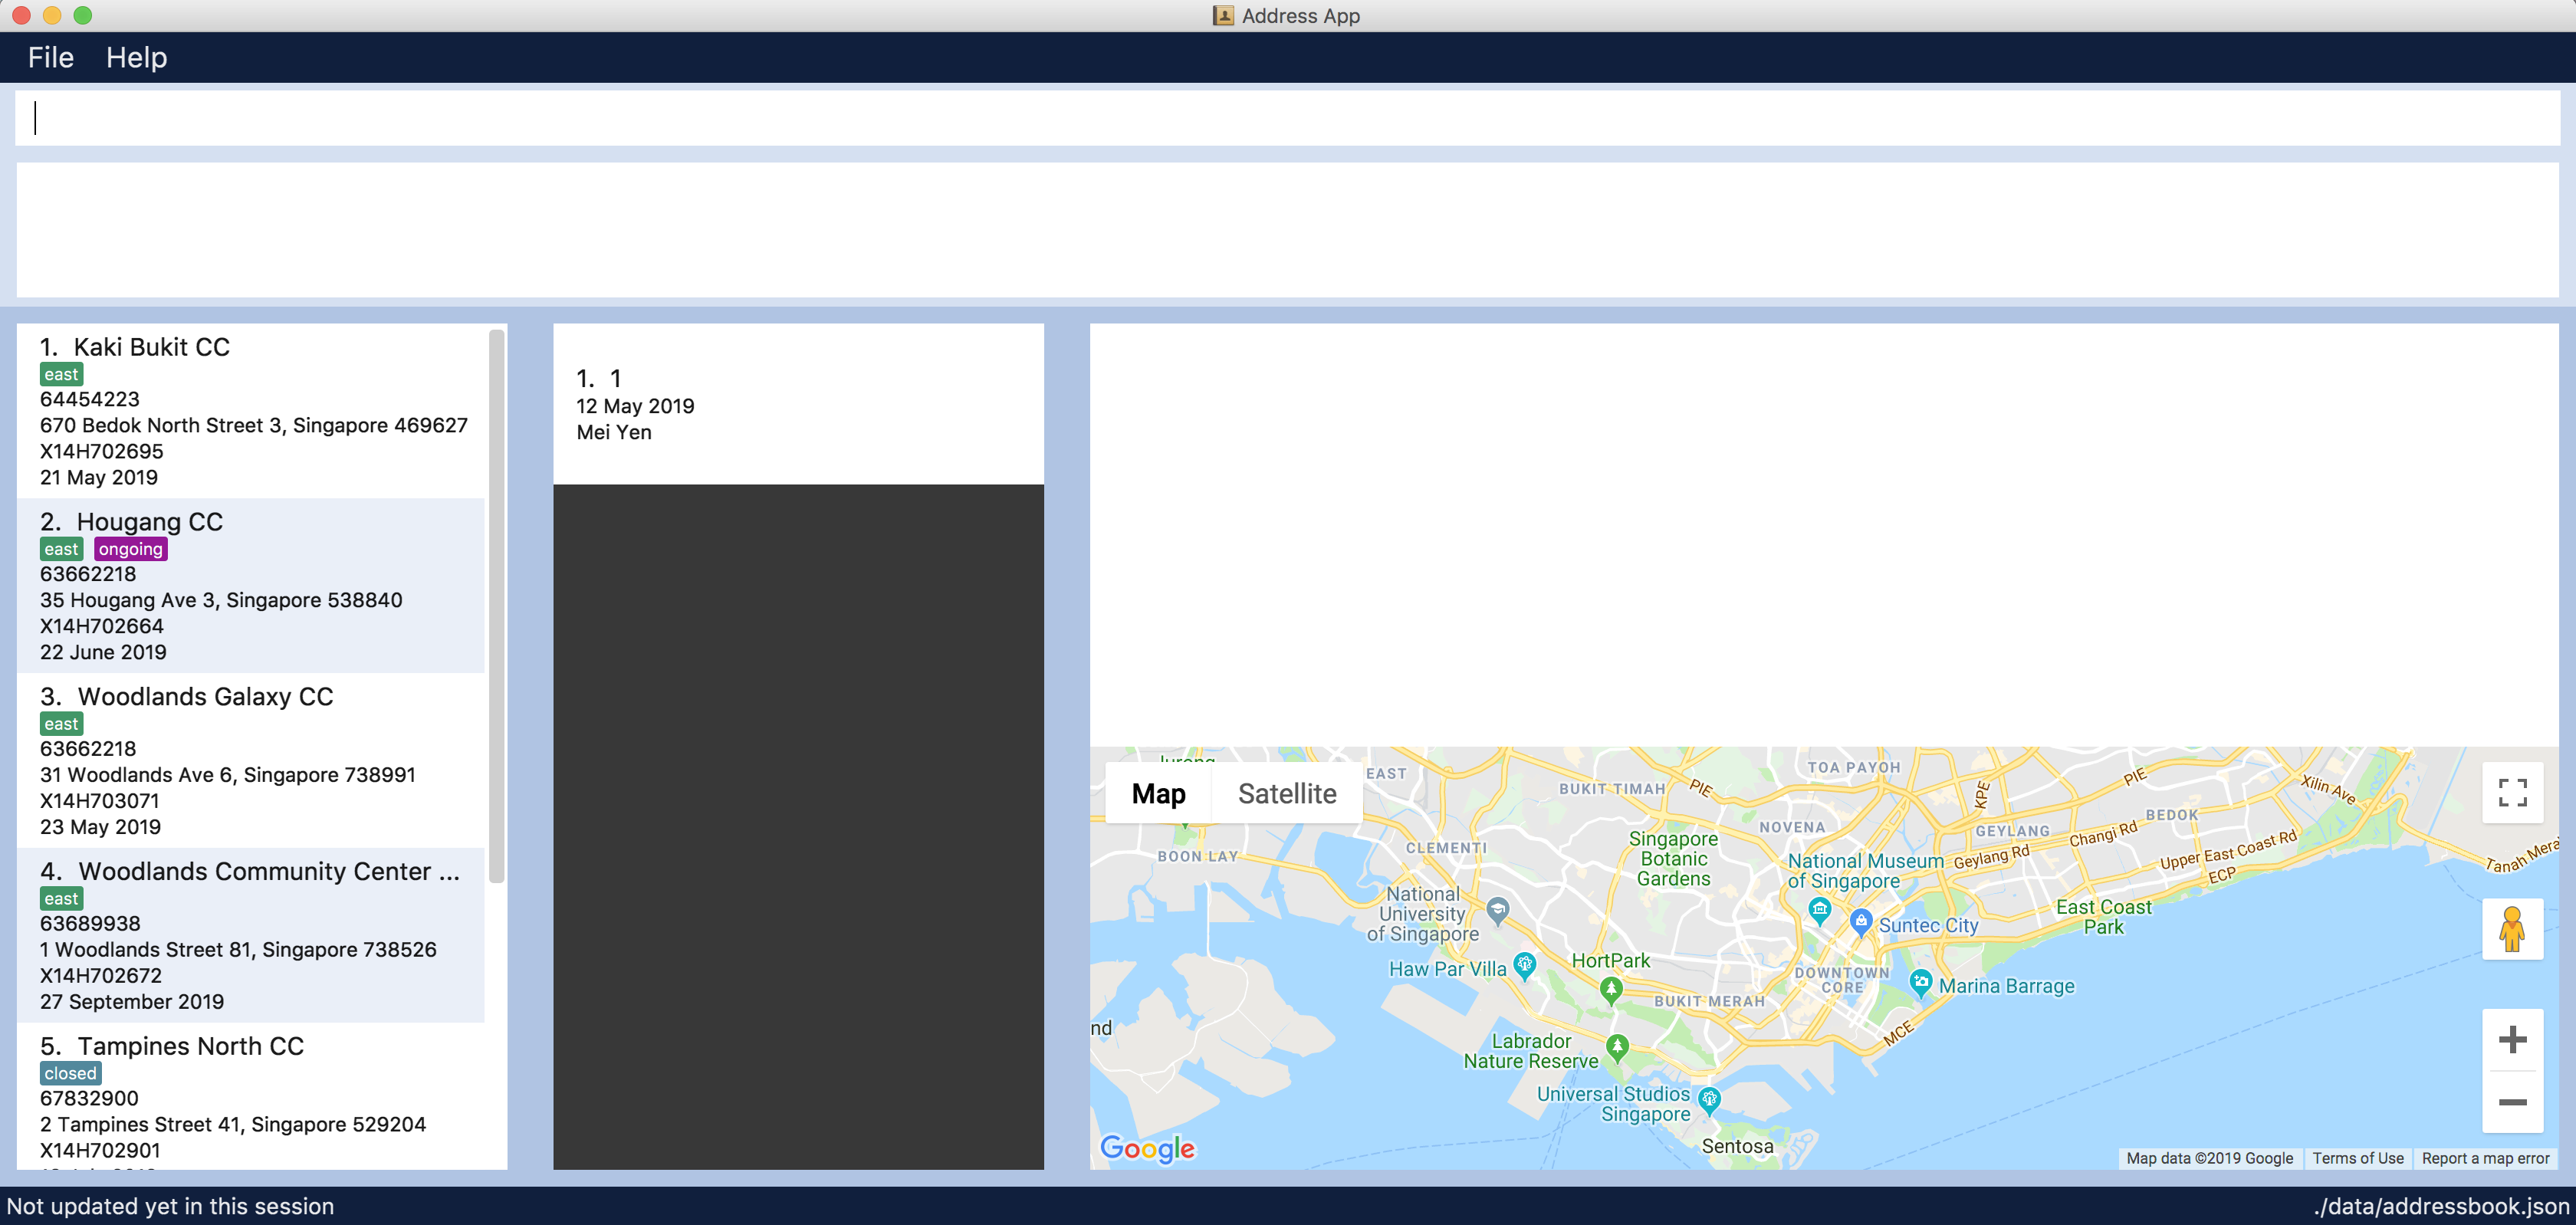 Address App
File Help
1. Kaki Bukit CC
east
64454223
670 Bedok North Street 3, Singapore 469627
X14H702695
21 May 2019
2. Hougang CC
east ongoing
63662218
35 Hougang Ave 3, Singapore 538840
X14H702664
22 June 2019
3. Woodlands Galaxy CC
east
63662218
31 Woodlands Ave 6, Singapore 738991
X14H703071
23 May 2019
4. Woodlands Community Center ...
east
63689938
1 Woodlands Street 81, Singapore 738526
X14H702672
27 September 2019
5. Tampines North CC
closed
67832900
2 Tampines Street 41, Singapore 529204
X14H702901
1. 1
12 May 2019
Mei Yen
Map Satellite
EAST
BUKIT TIMAH
PIE
TOA PAYOH
PIE
KPE
Xilin Ave
BOON LAY
CLEMENTI
Singapore
Botanic
Gardens
NOVENA
GEYLANG
BEDOK
Changi Rd
Geylang Rd
Upper East Coast Rd
ECP
National Museum
of Singapore
National
University
of Singapore
Suntec City
East Coast
Park
Haw Par Villa
HortPark
DOWNTOWN
CORE
Marina Barrage
BUKIT MERAH
nd
MCE
Labrador
Nature Reserve
Universal Studios
Singapore
Sentosa
Google
Map data ©2019 Google
Terms of Use
Report a map error
Not updated yet in this session
./data/addressbook.json